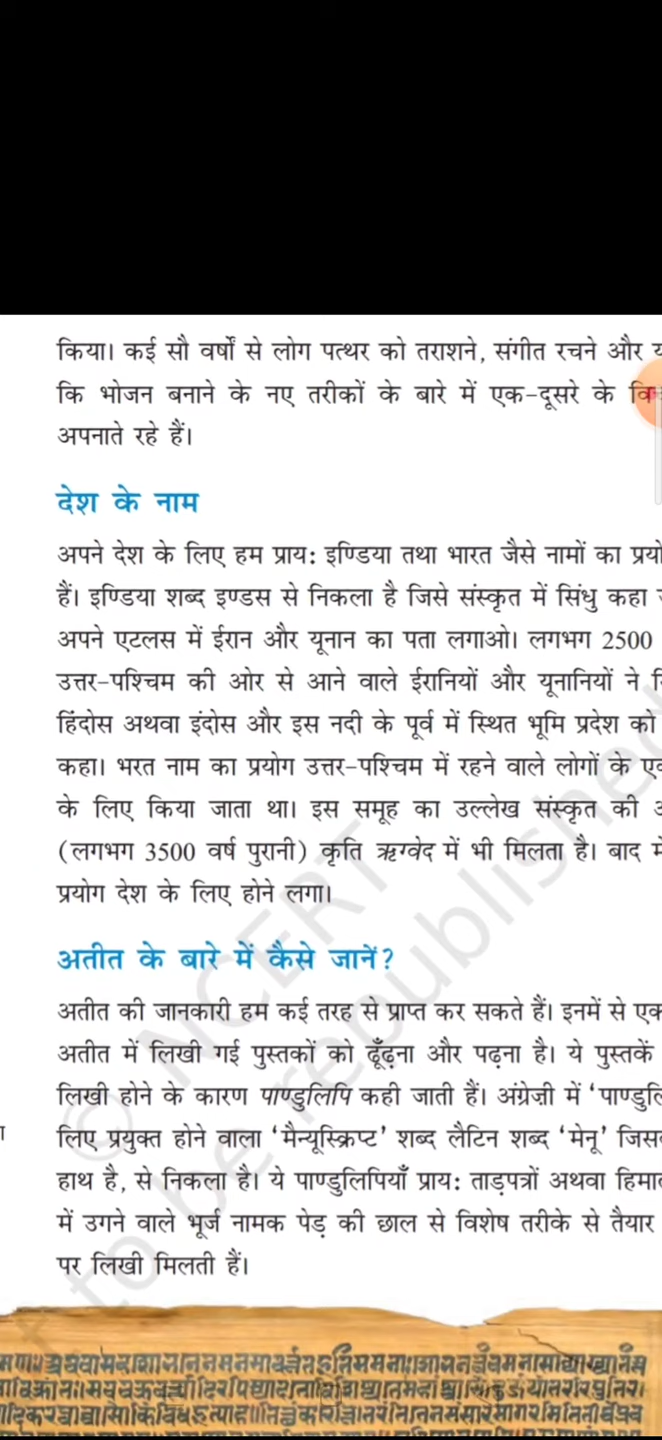 किया। कई सौ वर्षों से लोग पत्थर को तराशने, संगीत रचने और
कि भोजन बनाने के नए तरीकों के बारे में एक-दूसरे के
अपनाते रहे हैं।
देश के नाम
अपने देश के लिए हम प्राय: इण्डिया तथा भारत जैसे नामों का
हैं। इण्डिया शब्द इण्डस से निकला है जिसे संस्कृत में सिंधु कहा
अपने एटलस में ईरान और यूनान का पता लगाओ। लगभग 2500
उत्तर-पश्चिम की ओर से आने वाले ईरानियों और यूनानियों ने
हिंदोस अथवा इंदोस और इस नदी के पूर्व में स्थित भूमि प्रदेश को
कहा। भरत नाम का प्रयोग उत्तर-पश्चिम में रहने वाले लोगों के
के लिए किया जाता था। इस समूह का उल्लेख संस्कृत की
(लगभग 3500 वर्ष पुरानी) कृति ऋग्वेद में भी मिलता है। बाद
प्रयोग देश के लिए होने लगा।
अतीत के बारे में कैसे जानें?
अतीत की जानकारी हम कई तरह से प्राप्त कर सकते हैं। इनमें से
अतीत में लिखी गई पुस्तकों को ढूँढ़ना और पढ़ना है। ये पुस्तकें
लिखी होने के कारण पाण्डुलिपि कही जाती हैं। अंग्रेज़ी में
लिए प्रयुक्त होने वाला ‘मैन्यूस्क्रिप्ट’ शब्द लैटिन शब्द ‘मेनू’
हाथ है, से निकला है। ये पाण्डुलिपियाँ प्राय: ताड़पत्रों अथवा
में उगने वाले भूर्ज नामक पेड़ की छाल से विशेष तरीके से तैयार
पर लिखी मिलती हैं।
© NCERT
to be republished